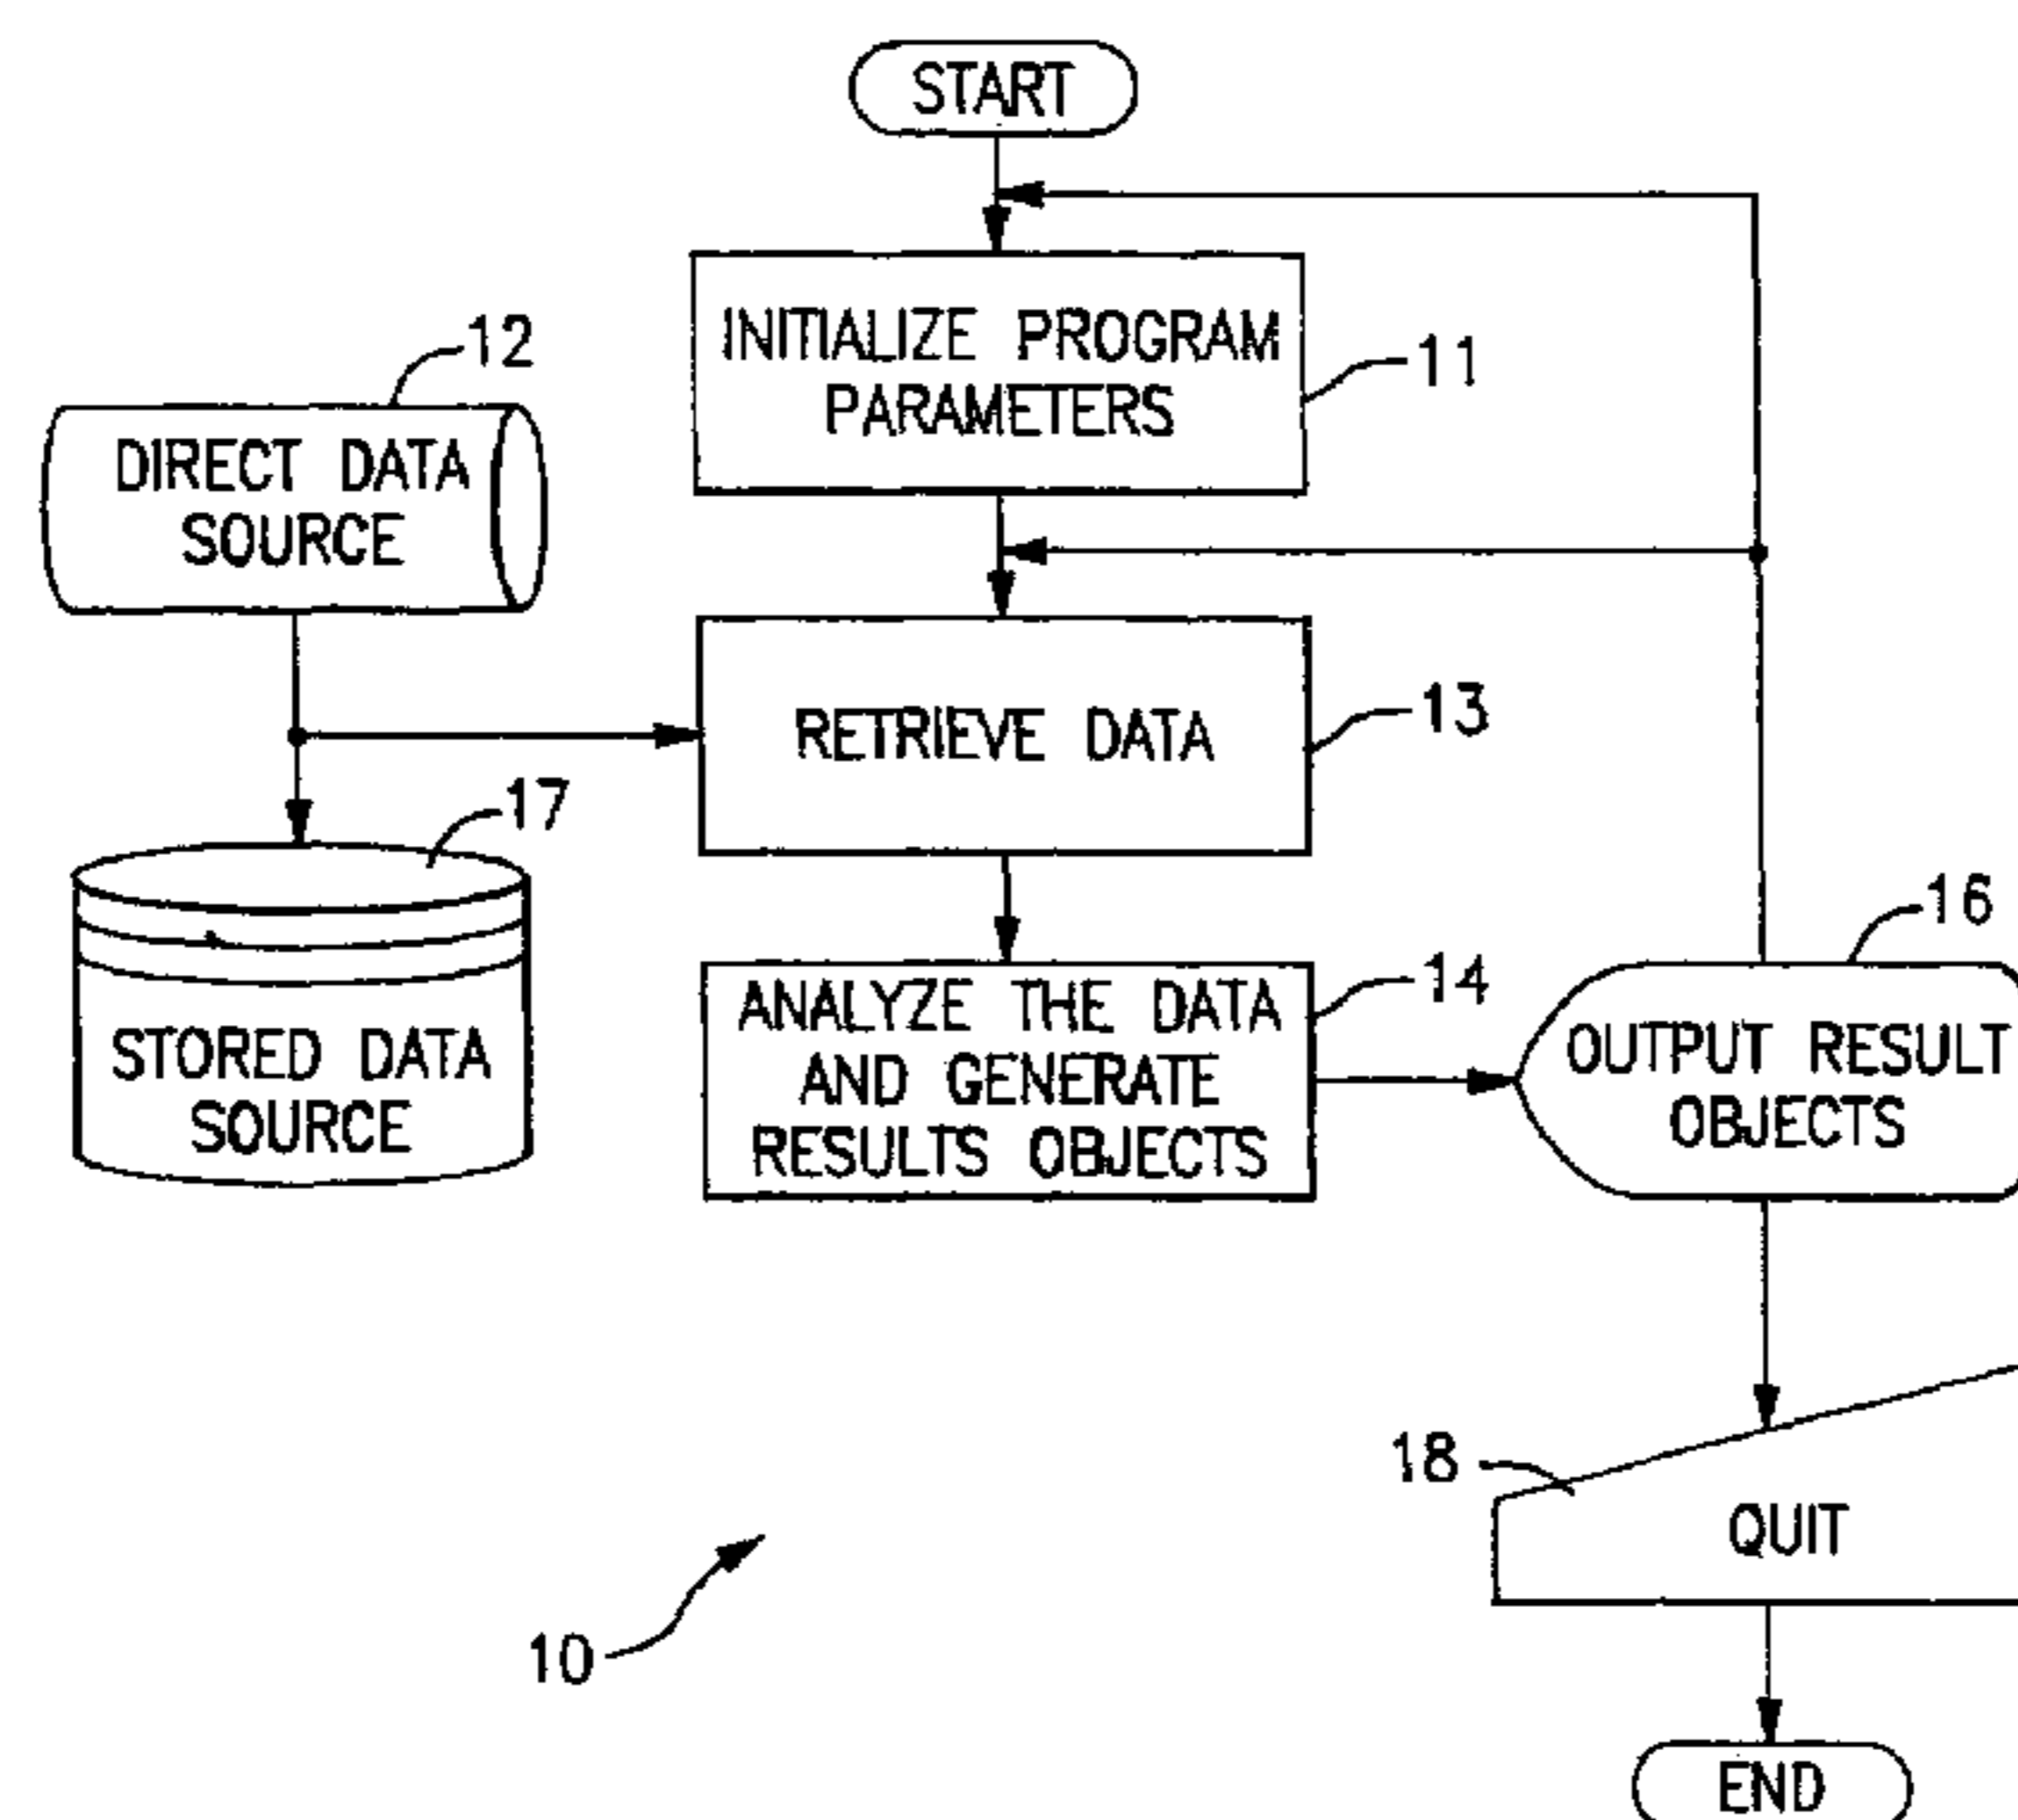 START
INITIALIZE PROGRAM
PARAMETERS
11
12
DIRECT DATA
SOURCE
RETRIEVE DATA
13
17
STORED DATA
SOURCE
ANALYZE THE DATA
AND GENERATE
RESULTS OBJECTS
14
16
OUTPUT RESULT
OBJECTS
18
QUIT
10
END